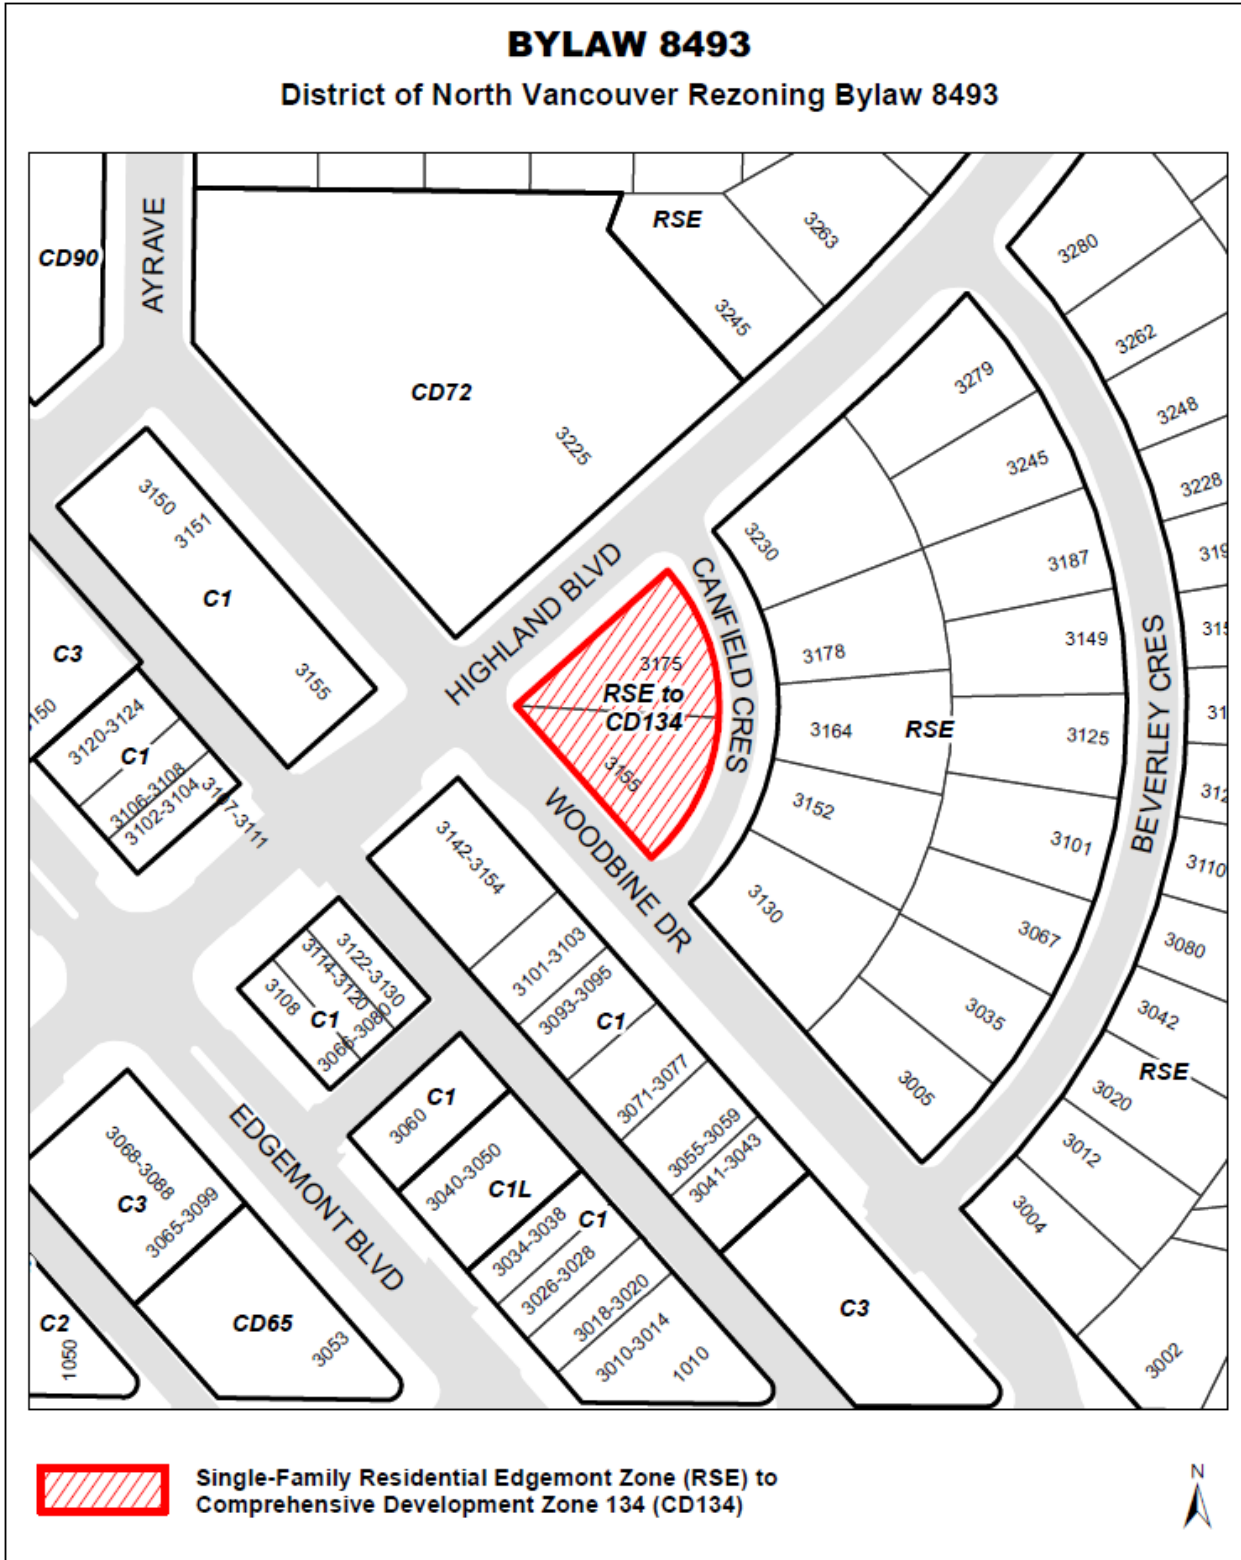 BYLAW 8493
District of North Vancouver Rezoning Bylaw 8493
AYRAVE
CD90
RSE
3263
3245
3280
3262
3248
3228
CD72
3225
3279
3245
3187
3149
3125
3101
3067
3035
3005
3150
3151
C1
3155
C3
3120-3124
C1
3106-3108
3102-3104
HIGHLAND BLVD
3230
CANFIELD CRES
3175
RSE to
CD134
3155
3178
3164
3152
3130
RSE
BEVERLEY CRES
3110
3080
3042
RSE
3020
3012
3004
3002
WOODBINE DR
3142-3154
3101-3103
3093-3095
C1
3071-3077
3055-3059
3041-3043
C3
3122-3130
3114-3120
3108
C1
3066-3080
C1
3060
3040-3050
C1L
C1
3034-3038
3026-3028
3018-3020
3010-3014
1010
EDGEMONT BLVD
3068-3088
C3
3065-3099
CD65
3053
C2
1050
Single-Family Residential Edgemont Zone (RSE) to
Comprehensive Development Zone 134 (CD134)
N